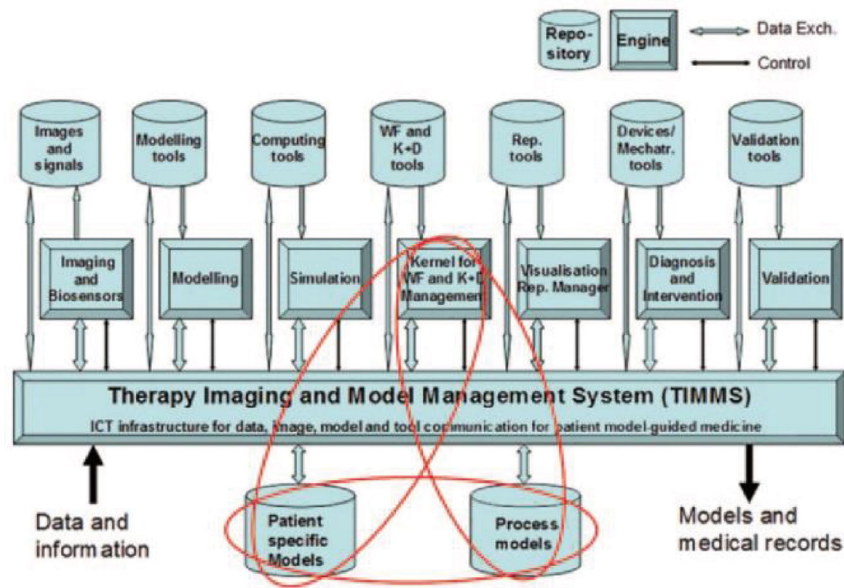 Repo-
sitory
Engine
Data Exch.
Control
Images
and
signals
Modelling
tools
Computing
tools
WF and
K+D
tools
Rep.
tools
Devices/
Mechatr.
tools
Validation
tools
Imaging
and
Biosensors
Modelling
Simulation
Kernel for
WF and K+D
Management
Visualisation
Rep. Manager
Diagnosis
and
Intervention
Validation
Therapy Imaging and Model Management System (TIMMS)
ICT infrastructure for data, image, model and tool communication for patient model-guided medicine
Data and
information
Patient
specific
Models
Process
models
Models and
medical records